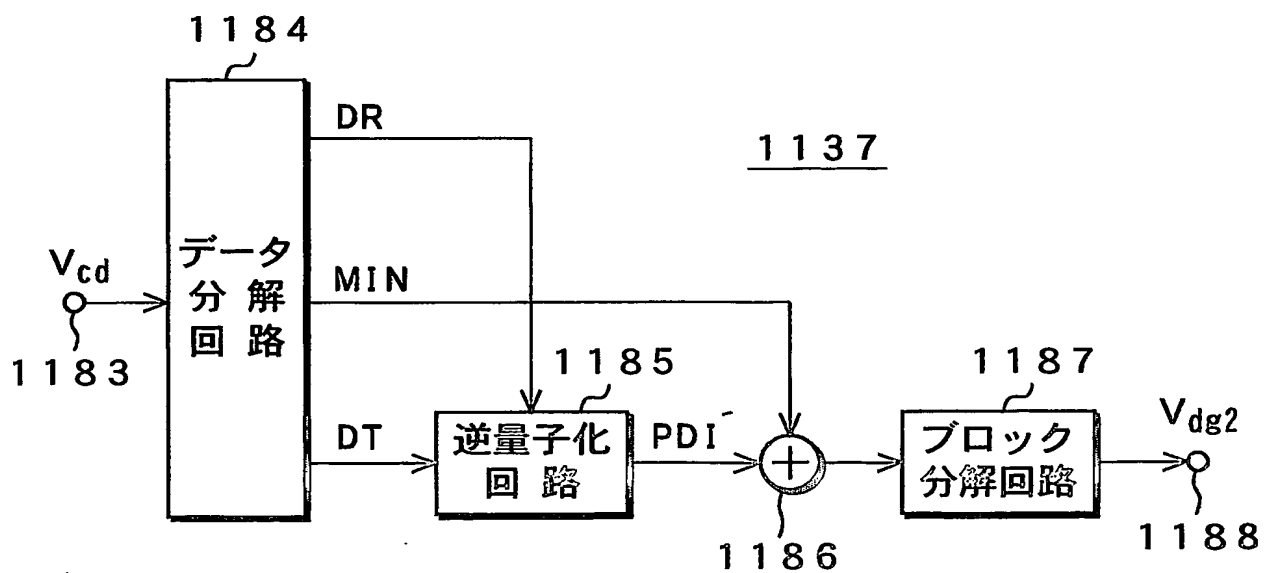 1184
DR
1137
データ
分解
回路
Vcd
MIN
1183
1185
1187
DT
逆量子化
回路
PDI´
ブロック
分解回路
Vdg2
1186
1188